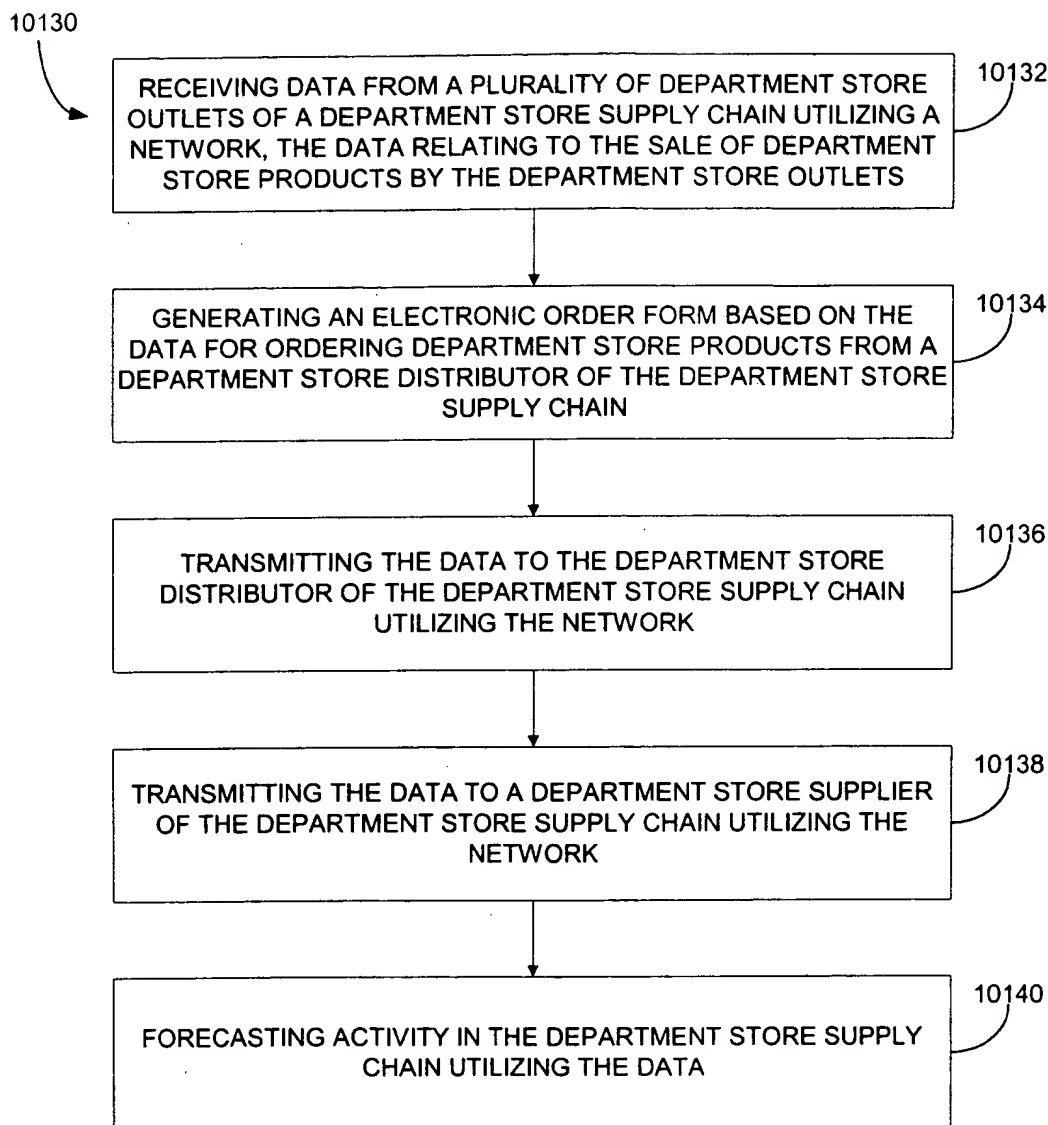 10130
RECEIVING DATA FROM A PLURALITY OF DEPARTMENT STORE
OUTLETS OF A DEPARTMENT STORE SUPPLY CHAIN UTILIZING A
NETWORK, THE DATA RELATING TO THE SALE OF DEPARTMENT
STORE PRODUCTS BY THE DEPARTMENT STORE OUTLETS
10132
GENERATING AN ELECTRONIC ORDER FORM BASED ON THE
DATA FOR ORDERING DEPARTMENT STORE PRODUCTS FROM A
DEPARTMENT STORE DISTRIBUTOR OF THE DEPARTMENT STORE
SUPPLY CHAIN
10134
TRANSMITTING THE DATA TO THE DEPARTMENT STORE
DISTRIBUTOR OF THE DEPARTMENT STORE SUPPLY CHAIN
UTILIZING THE NETWORK
10136
TRANSMITTING THE DATA TO A DEPARTMENT STORE SUPPLIER
OF THE DEPARTMENT STORE SUPPLY CHAIN UTILIZING THE
NETWORK
10138
FORECASTING ACTIVITY IN THE DEPARTMENT STORE SUPPLY
CHAIN UTILIZING THE DATA
10140